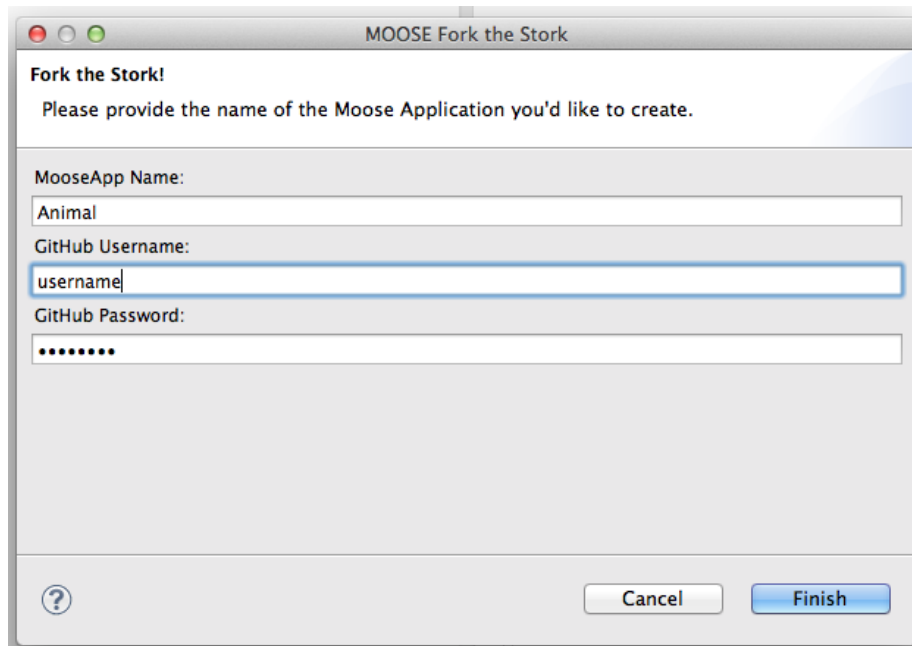 MOOSE Fork the Stork
Fork the Stork!
Please provide the name of the Moose Application you'd like to create.
MooseApp Name:
Animal
GitHub Username:
username
GitHub Password:
••••••••
?
Cancel
Finish